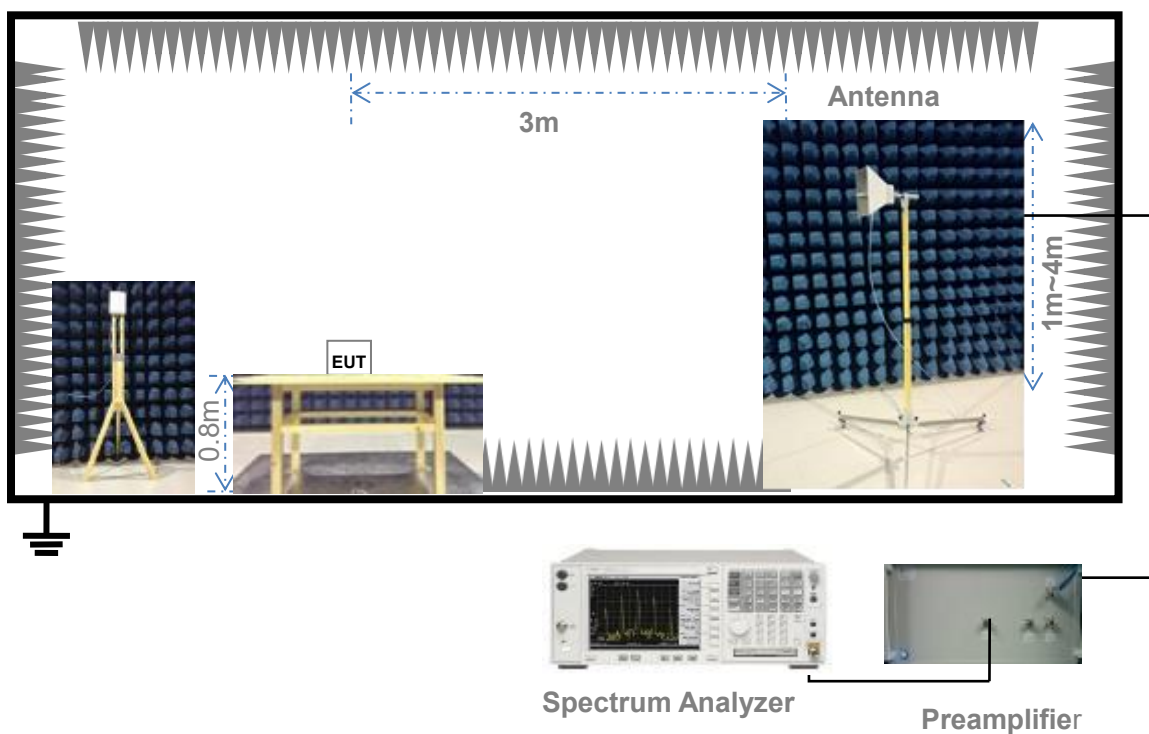 Antenna
3m
1m~4m
EUT
0.8m
Spectrum Analyzer
Preamplifier